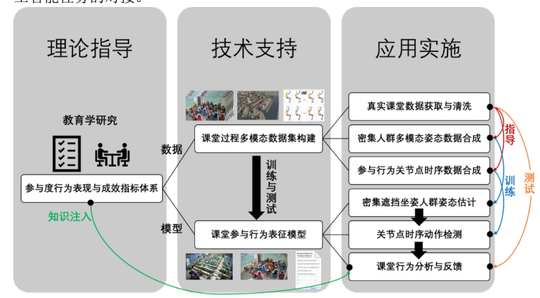 理论指导
技术支持
应用实施
教育学研究
参与度行为表现与成效指标体系
知识注入
数据
模型
课堂过程多模态数据集构建
训练与测试
课堂参与行为表征模型
真实课堂数据获取与清洗
密集人群多模态姿态数据合成
参与行为关节点时序数据合成
密集遮挡坐姿人群姿态估计
关节点时序动作检测
课堂行为分析与反馈
指导
训练
测试